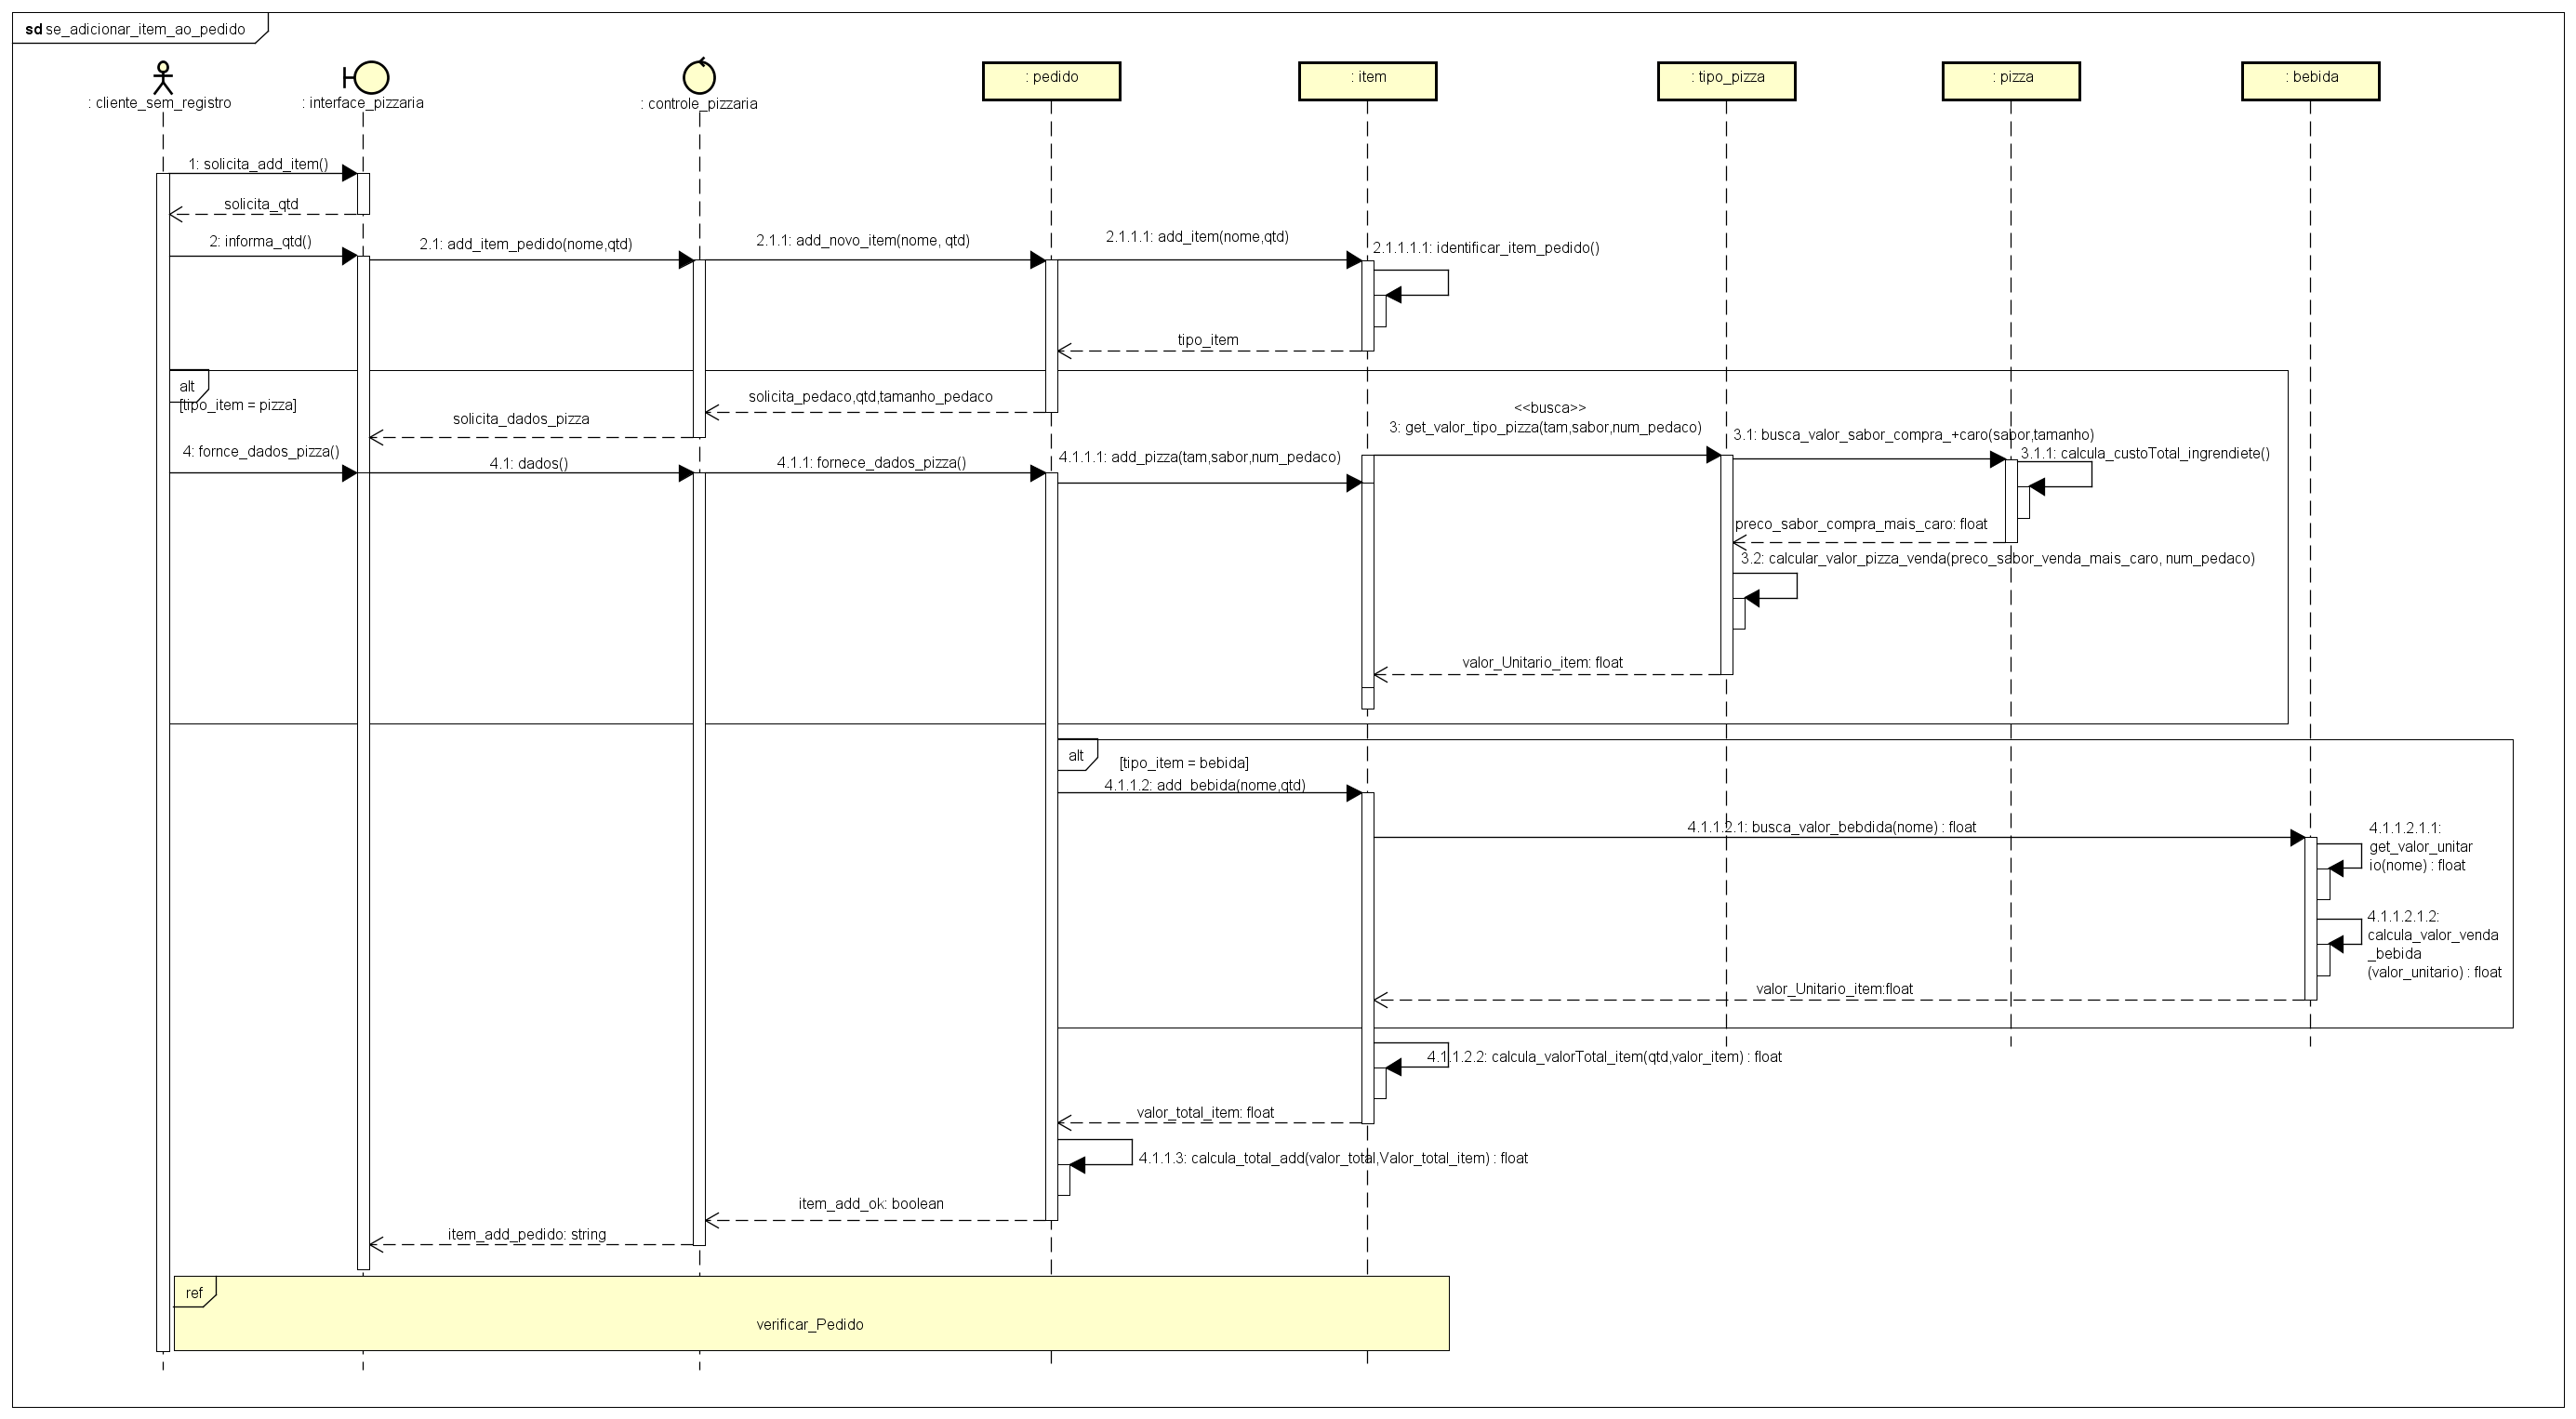 sd se_adicionar_item_ao_pedido
: cliente_sem_registro
: interface_pizzaria
: controle_pizzaria
: pedido
: item
: tipo_pizza
: pizza
: bebida
1: solicita_add_item()
solicita_qtd
2: informa_qtd()
2.1: add_item_pedido(nome,qtd)
2.1.1: add_novo_item(nome, qtd)
2.1.1.1: add_item(nome,qtd)
2.1.1.1.1: identificar_item_pedido()
tipo_item
alt
[tipo_item = pizza]
solicita_pedaco,qtd,tamanho_pedaco
solicita_dados_pizza
<<busca>>
3: get_valor_tipo_pizza(tam,sabor,num_pedaco)
3.1: busca_valor_sabor_compra_+caro(sabor,tamanho)
3.1.1: calcula_custoTotal_ingrendiete()
4: fornce_dados_pizza()
4.1: dados()
4.1.1: fornece_dados_pizza()
4.1.1.1: add_pizza(tam,sabor,num_pedaco)
preco_sabor_compra_mais_caro: float
3.2: calcular_valor_pizza_venda(preco_sabor_venda_mais_caro, num_pedaco)
valor_Unitario_item: float
alt
[tipo_item = bebida]
4.1.1.2: add_bebida(nome,qtd)
4.1.1.2.1: busca_valor_bebdida(nome) : float
4.1.1.2.1.1:
get_valor_unitar
io(nome) : float
4.1.1.2.1.2:
calcula_valor_venda
_bebida
(valor_unitario) : float
valor_Unitario_item:float
4.1.1.2.2: calcula_valorTotal_item(qtd,valor_item) : float
valor_total_item: float
4.1.1.3: calcula_total_add(valor_total,Valor_total_item) : float
item_add_ok: boolean
item_add_pedido: string
ref
verificar_Pedido